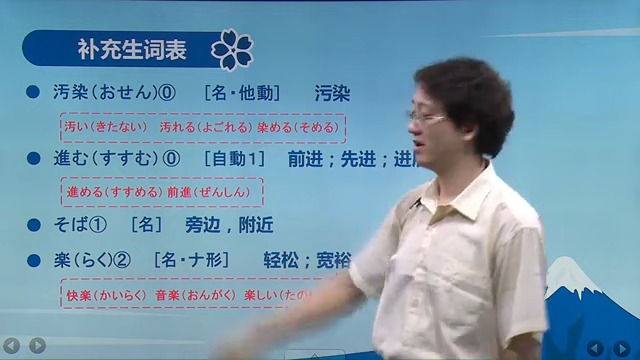 补充生词表
汚染（おせん）⓪ ［名・他動］ 污染
汚い（きたない） 汚れる（よごれる）染める（そめる）
進む（すすむ）⓪ ［自動1］ 前进；先进；进
進める（すすめる）前進（ぜんしん）
そば① ［名］ 旁边，附近
楽（らく）② ［名・ナ形］ 轻松；宽裕
快楽（かいらく） 音楽（おんがく） 楽しい（たの